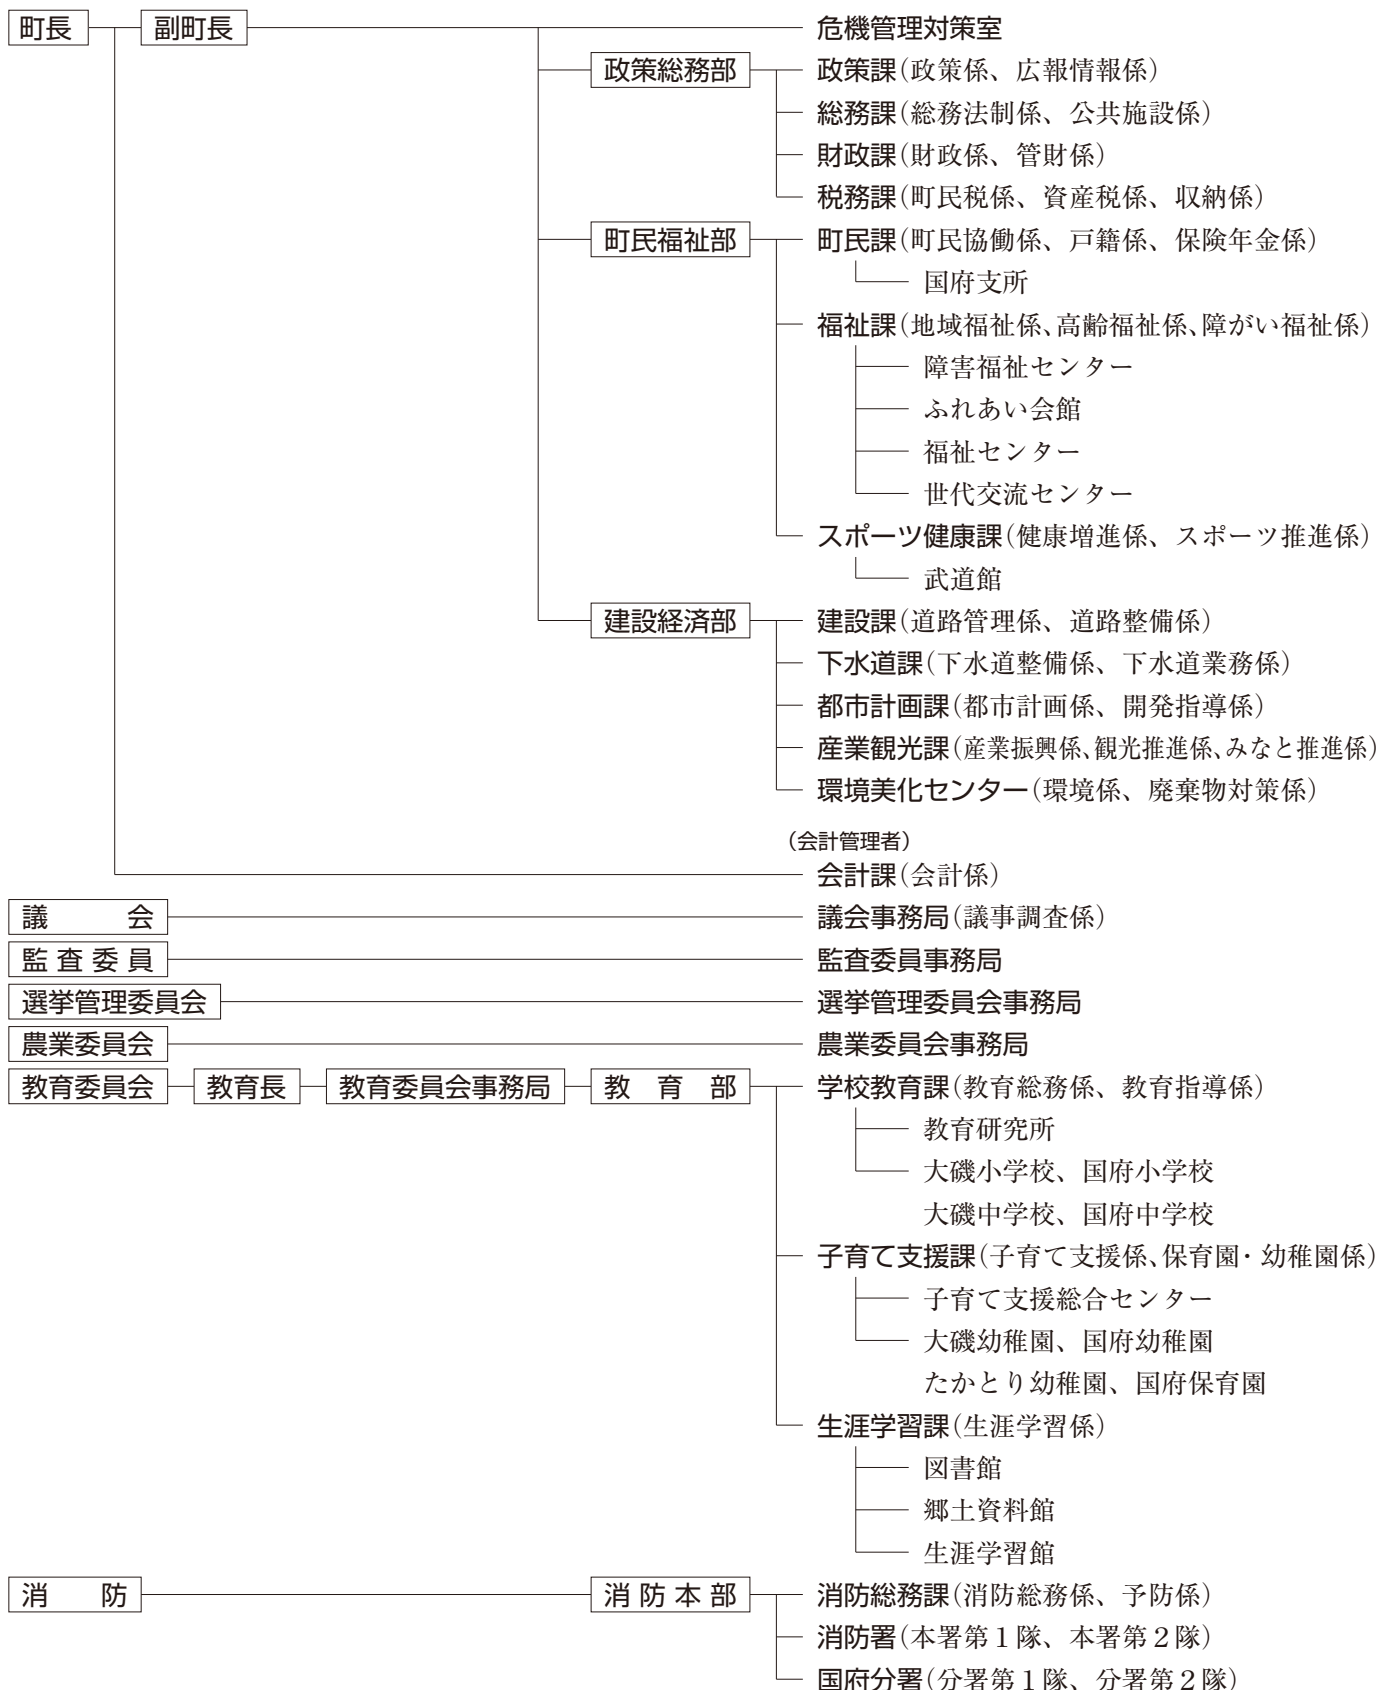 町長 副町長 危機管理対策室
政策総務部 政策課(政策係、広報情報係)
総務課(総務法制係、公共施設係)
財政課(財政係、管財係)
税務課(町民税係、資産税係、収納係)
町民福祉部 町民課(町民協働係、戸籍係、保険年金係)
国府支所
福祉課(地域福祉係、高齢福祉係、障がい福祉係)
障害福祉センター
ふれあい会館
福祉センター
世代交流センター
スポーツ健康課(健康増進係、スポーツ推進係)
武道館
建設経済部 建設課(道路管理係、道路整備係)
下水道課(下水道整備係、下水道業務係)
都市計画課(都市計画係、開発指導係)
産業観光課(産業振興係、観光推進係、みなと推進係)
環境美化センター(環境係、廃棄物対策係)
(会計管理者)
会計課(会計係)
議会 議会事務局(議事調査係)
監査委員 監査委員事務局
選挙管理委員会 選挙管理委員会事務局
農業委員会 農業委員会事務局
教育委員会 教育長 教育委員会事務局 教育部 学校教育課(教育総務係、教育指導係)
教育研究所
大磯小学校、国府小学校
大磯中学校、国府中学校
子育て支援課(子育て支援係、保育園・幼稚園係)
子育て支援総合センター
大磯幼稚園、国府幼稚園
たかとり幼稚園、国府保育園
生涯学習課(生涯学習係)
図書館
郷土資料館
生涯学習館
消防 消防本部 消防総務課(消防総務係、予防係)
消防署(本署第1隊、本署第2隊)
国府分署(分署第1隊、分署第2隊)